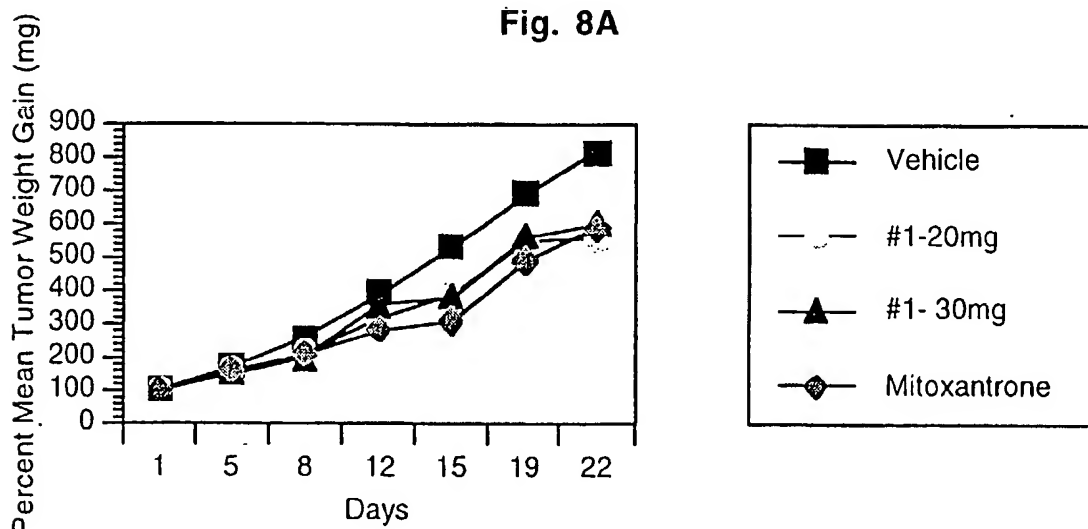 Fig. 8A
Percent Mean Tumor Weight Gain (mg)
900
800
700
600
500
400
300
200
100
0
1 5 8 12 15 19 22
Days
Vehicle
#1-20mg
#1- 30mg
Mitoxantrone